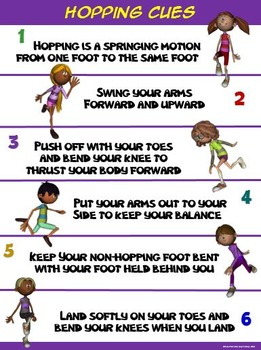 HOPPING CUES
1
HOPPING IS A SPRINGING MOTION
FROM ONE FOOT TO THE SAME FOOT
SWING YOUR ARMS
FORWARD AND UPWARD
2
3
PUSH OFF WITH YOUR TOES
AND BEND YOUR KNEE TO
THRUST YOUR BODY FORWARD
4
PUT YOUR ARMS OUT TO YOUR
SIDE TO KEEP YOUR BALANCE
5
KEEP YOUR NON-HOPPING FOOT BENT
WITH YOUR FOOT HELD BEHIND YOU
6
LAND SOFTLY ON YOUR TOES AND
BEND YOUR KNEES WHEN YOU LAND